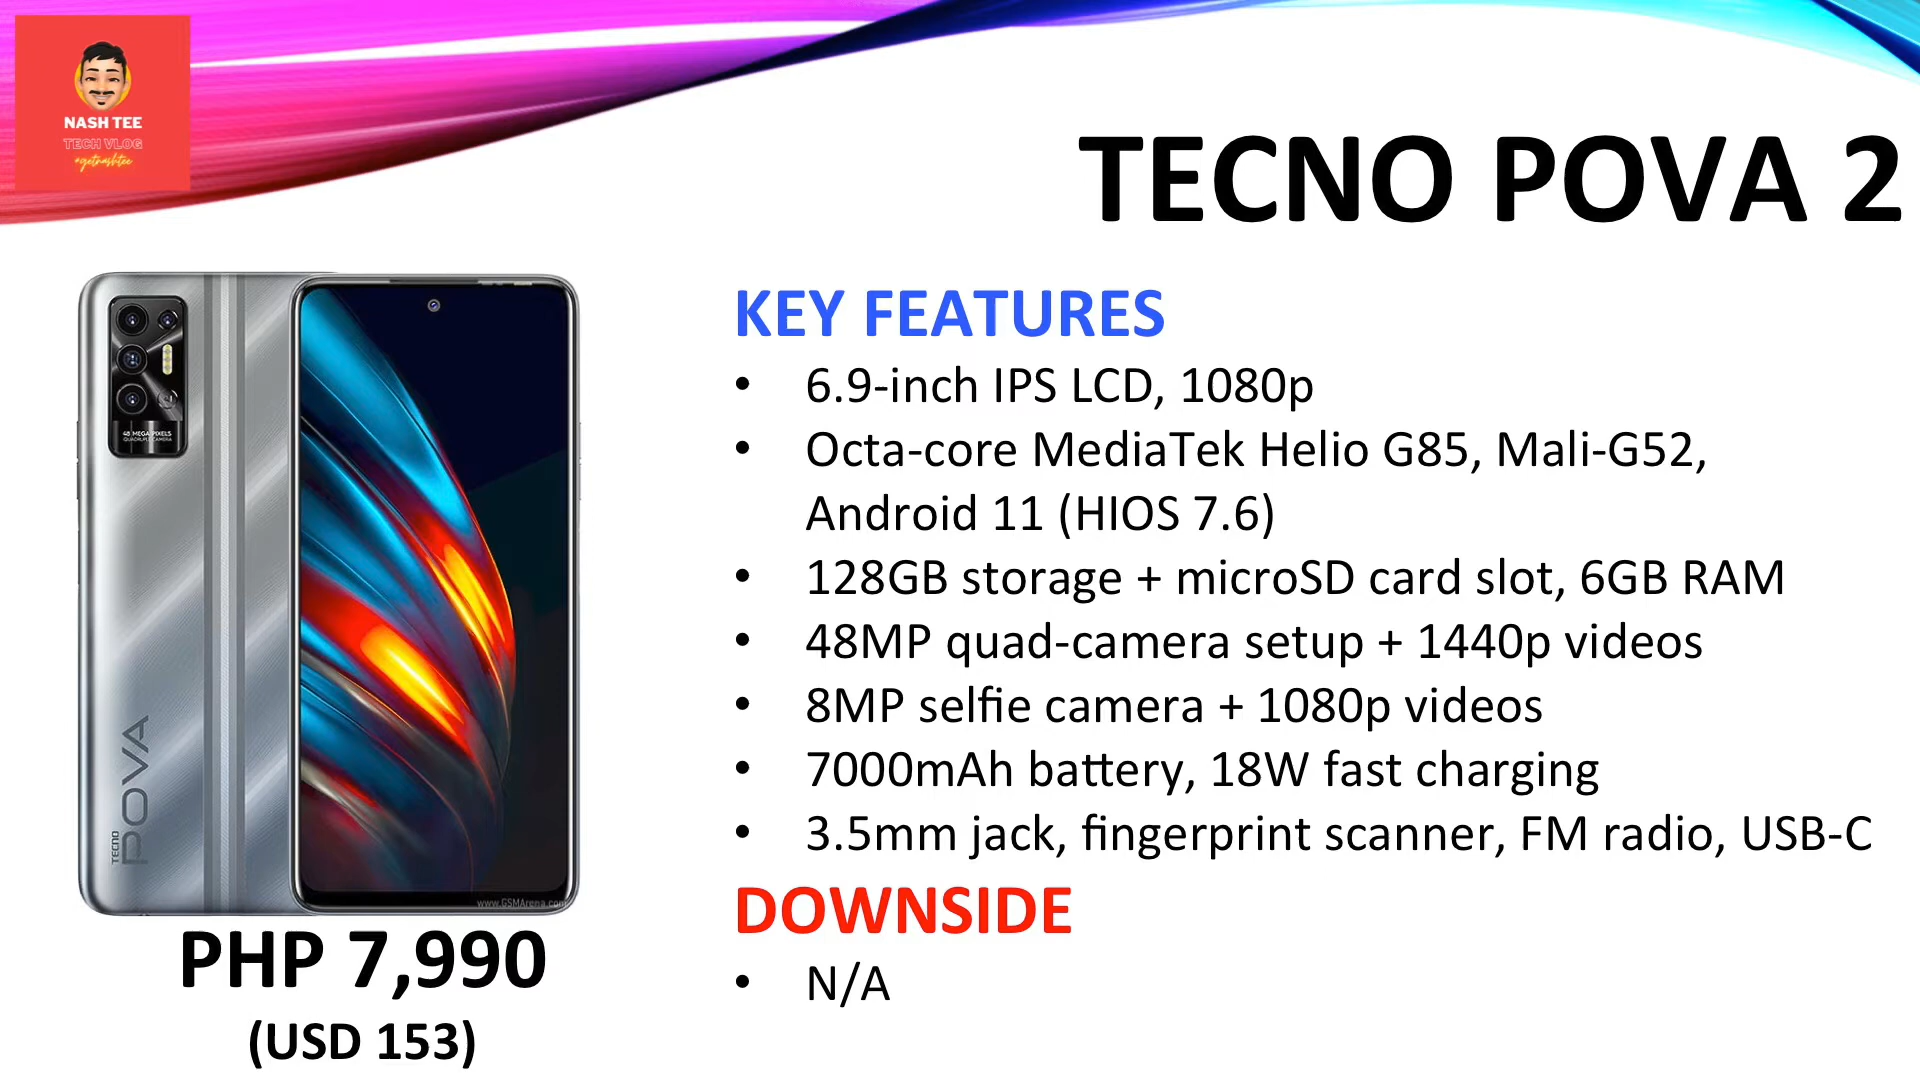 NASH TEE
TECH VLOG
#getnashtee
TECNO POVA 2
48 MEGA PIXELS
QUADRUPLE CAMERA
TECNO
POVA
www.GSMArena.com
PHP 7,990
(USD 153)
KEY FEATURES
• 6.9-inch IPS LCD, 1080p
• Octa-core MediaTek Helio G85, Mali-G52,
Android 11 (HIOS 7.6)
• 128GB storage + microSD card slot, 6GB RAM
• 48MP quad-camera setup + 1440p videos
• 8MP selfie camera + 1080p videos
• 7000mAh battery, 18W fast charging
• 3.5mm jack, fingerprint scanner, FM radio, USB-C
DOWNSIDE
• N/A